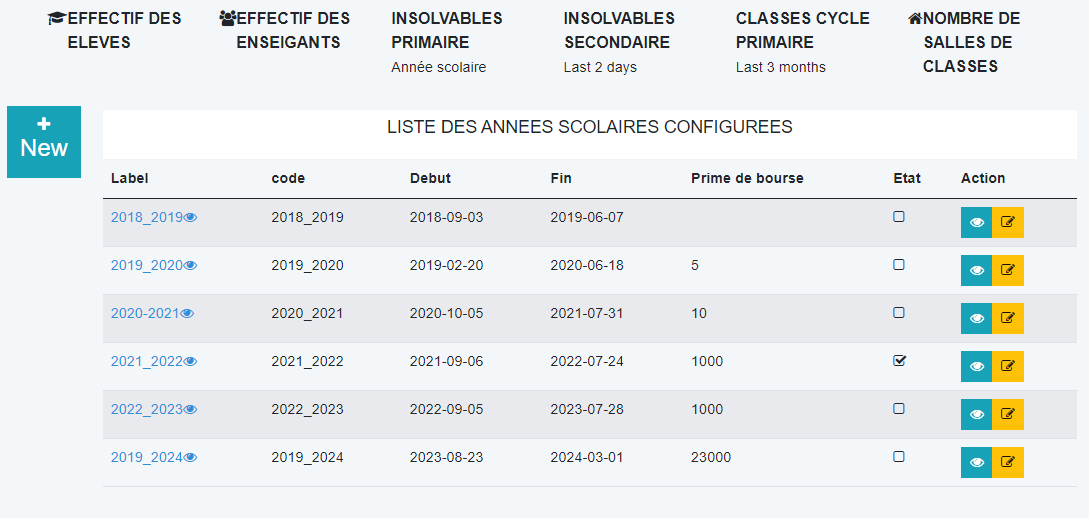 EFFECTIF DES ELEVES
EFFECTIF DES ENSEIGANTS
INSOLVABLES PRIMAIRE
Année scolaire
INSOLVABLES SECONDAIRE
Last 2 days
CLASSES CYCLE PRIMAIRE
Last 3 months
NOMBRE DE SALLES DE CLASSES
New
LISTE DES ANNEES SCOLAIRES CONFIGUREES
Label code Debut Fin Prime de bourse Etat Action
2018_2019 2018_2019 2018-09-03 2019-06-07
2019_2020 2019_2020 2019-02-20 2020-06-18 5
2020-2021 2020_2021 2020-10-05 2021-07-31 10
2021_2022 2021_2022 2021-09-06 2022-07-24 1000
2022_2023 2022_2023 2022-09-05 2023-07-28 1000
2019_2024 2019_2024 2023-08-23 2024-03-01 23000